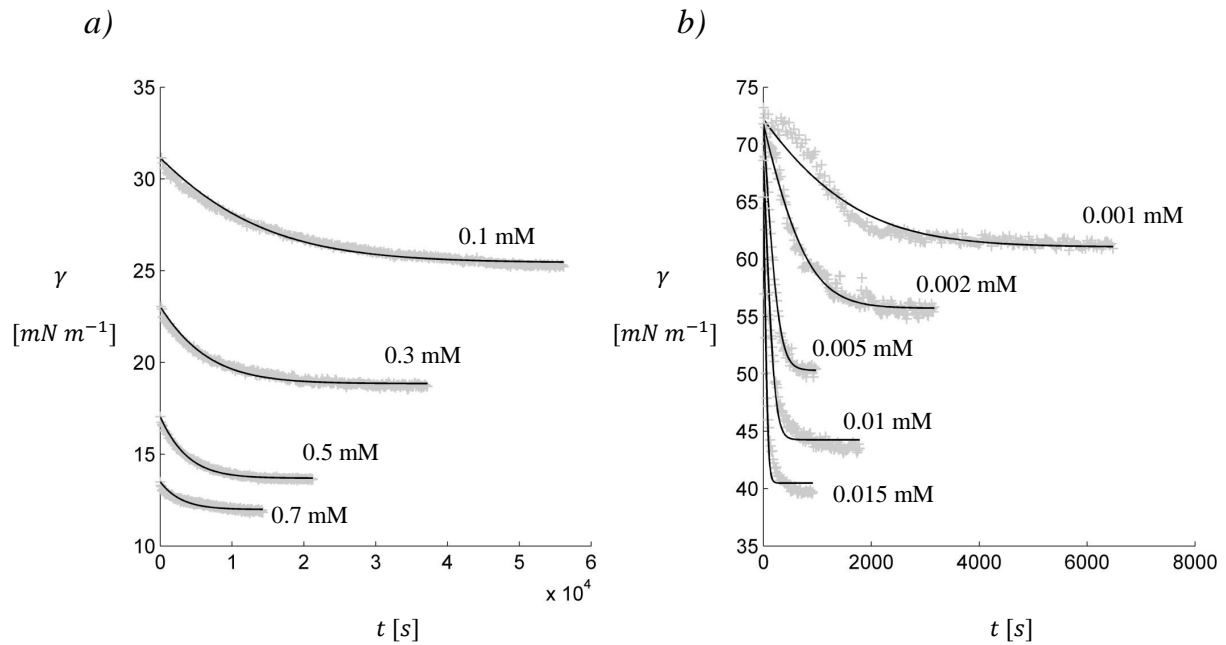 a)
35
30
25
20
15
10
γ
[mN m⁻¹]
0.1 mM
0.3 mM
0.5 mM
0.7 mM
0 1 2 3 4 5 6
x 10⁴
t [s]
b)
75
70
65
60
55
50
45
40
35
γ
[mN m⁻¹]
0.001 mM
0.002 mM
0.005 mM
0.01 mM
0.015 mM
0 2000 4000 6000 8000
t [s]